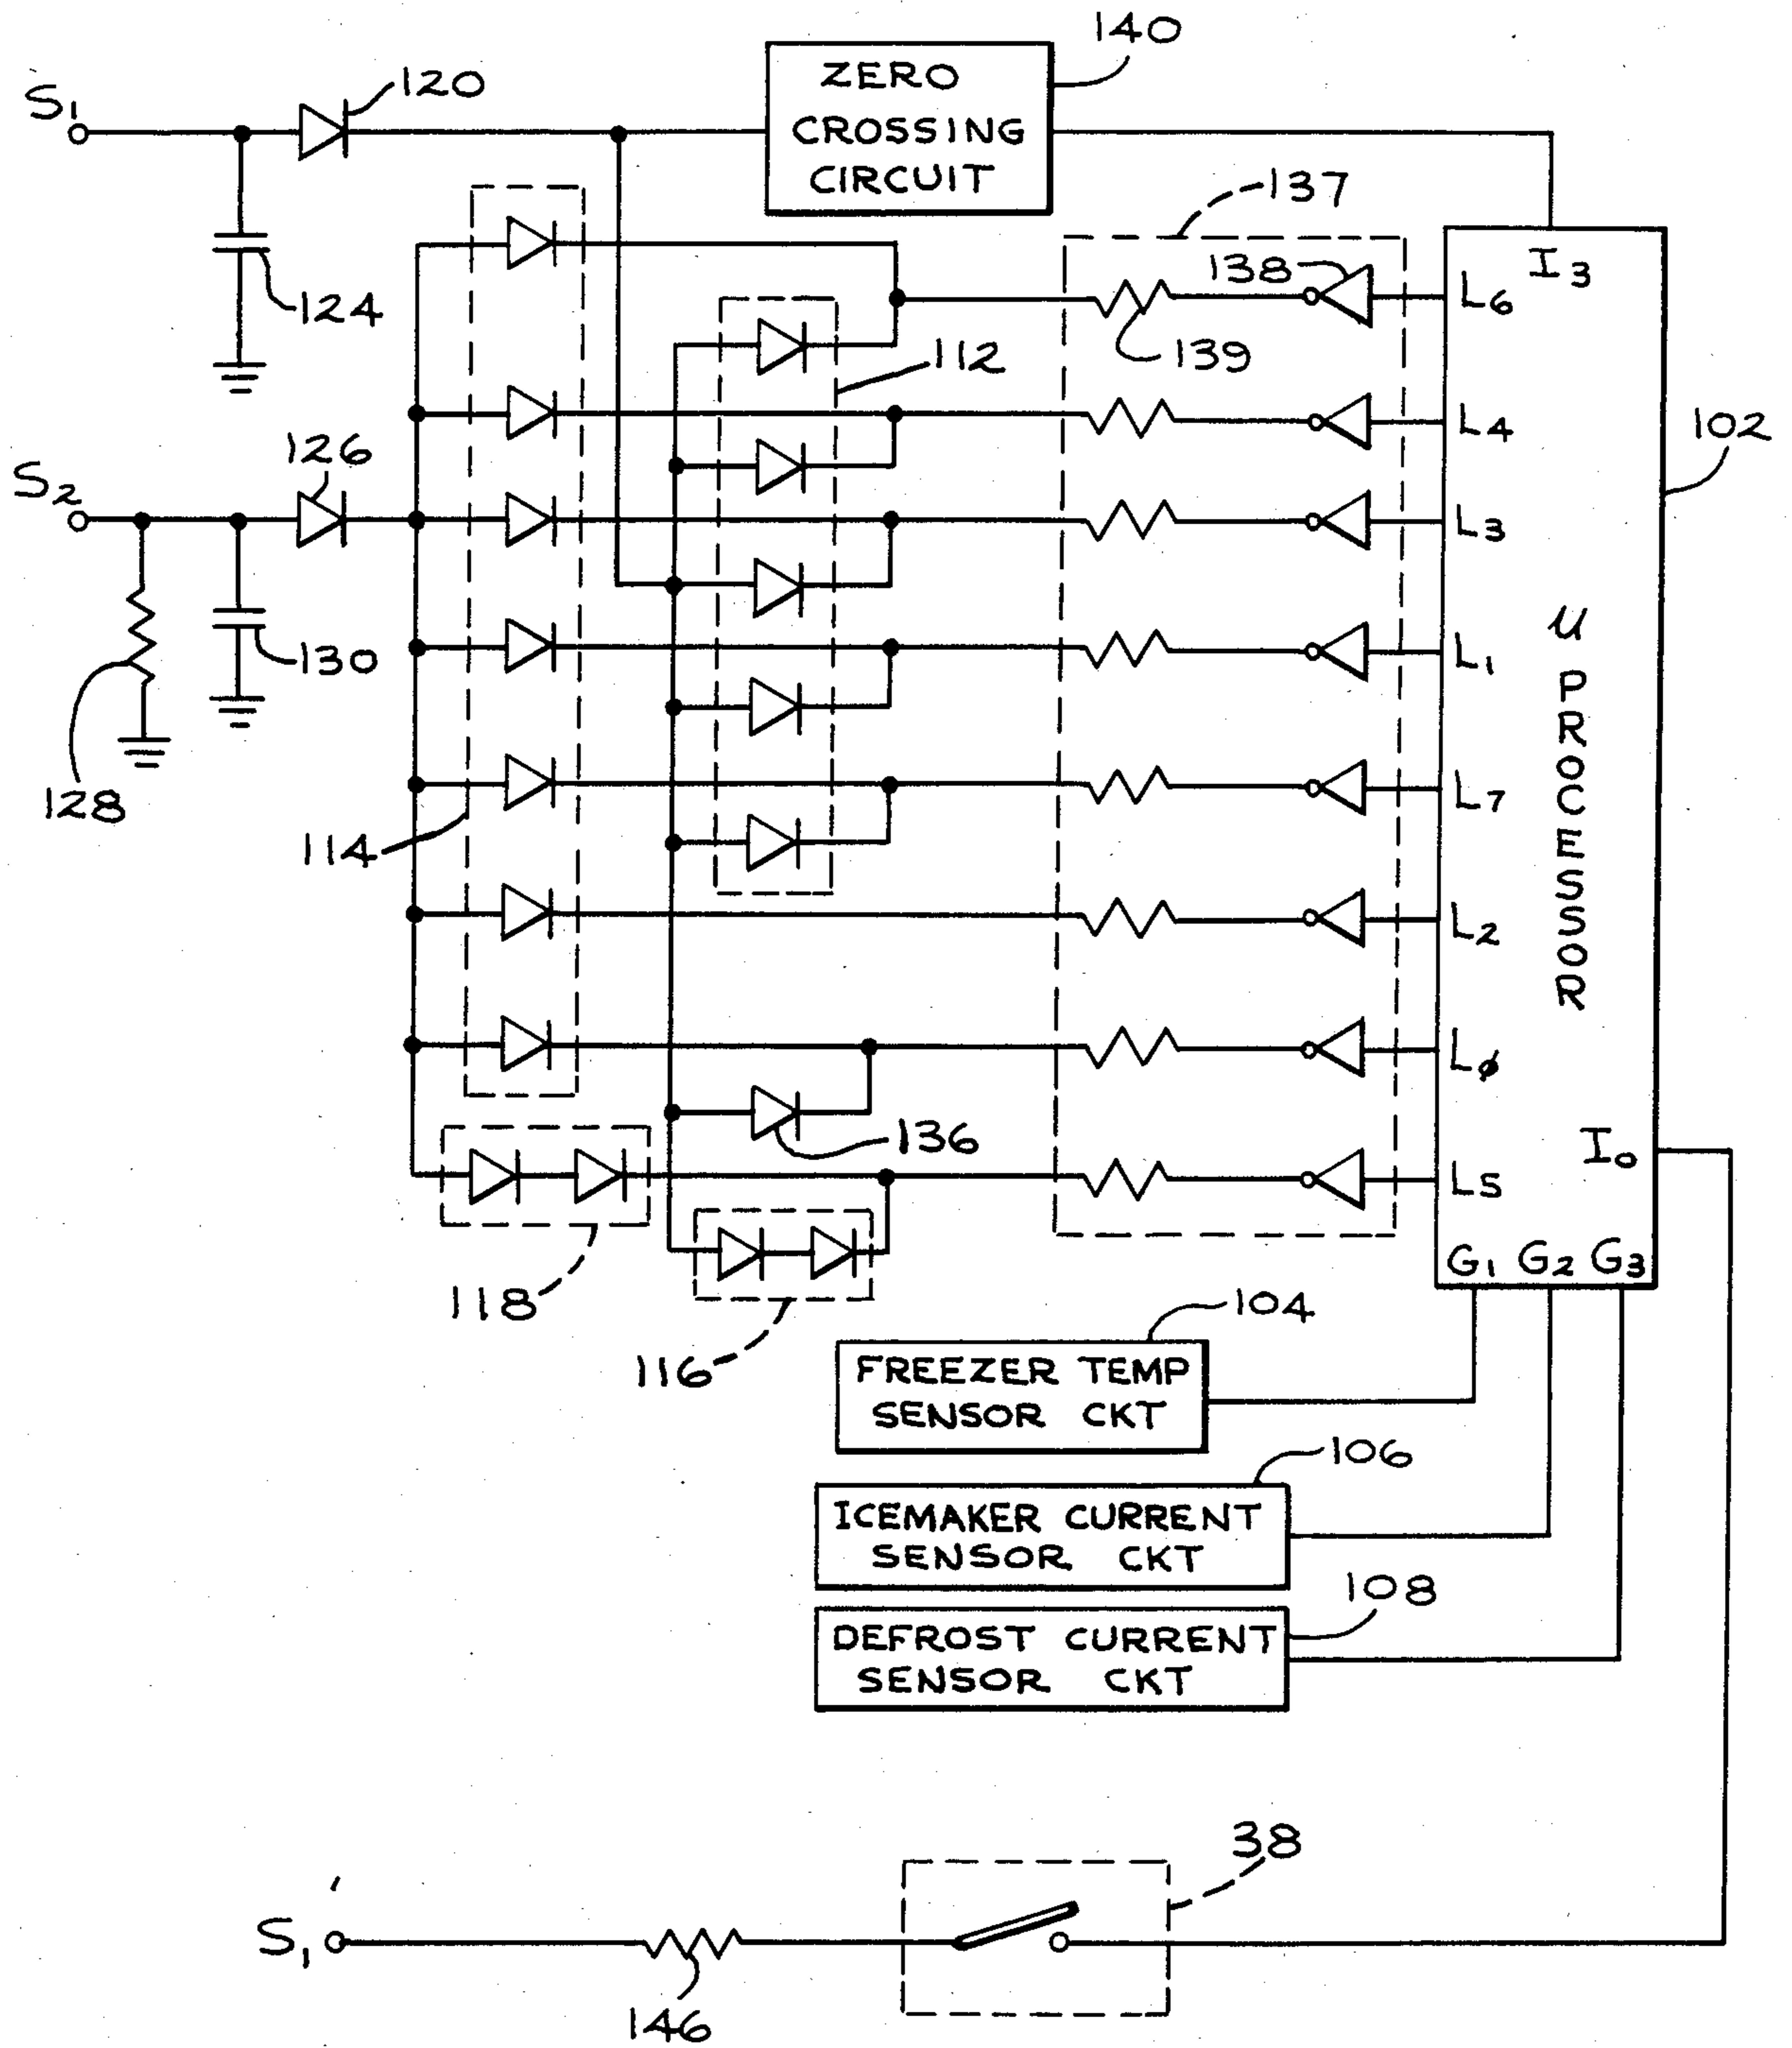 140
S1
120
ZERO
CROSSING
CIRCUIT
137
I3
138
L6
124
139
112
L4
102
126
S2
L3
130
L1
μ PROCESSOR
128
114
L7
L2
Lφ
136
I0
L5
118
G1 G2 G3
104
116
FREEZER TEMP
SENSOR CKT
106
ICEMAKER CURRENT
SENSOR CKT
108
DEFROST CURRENT
SENSOR CKT
38
S1
146